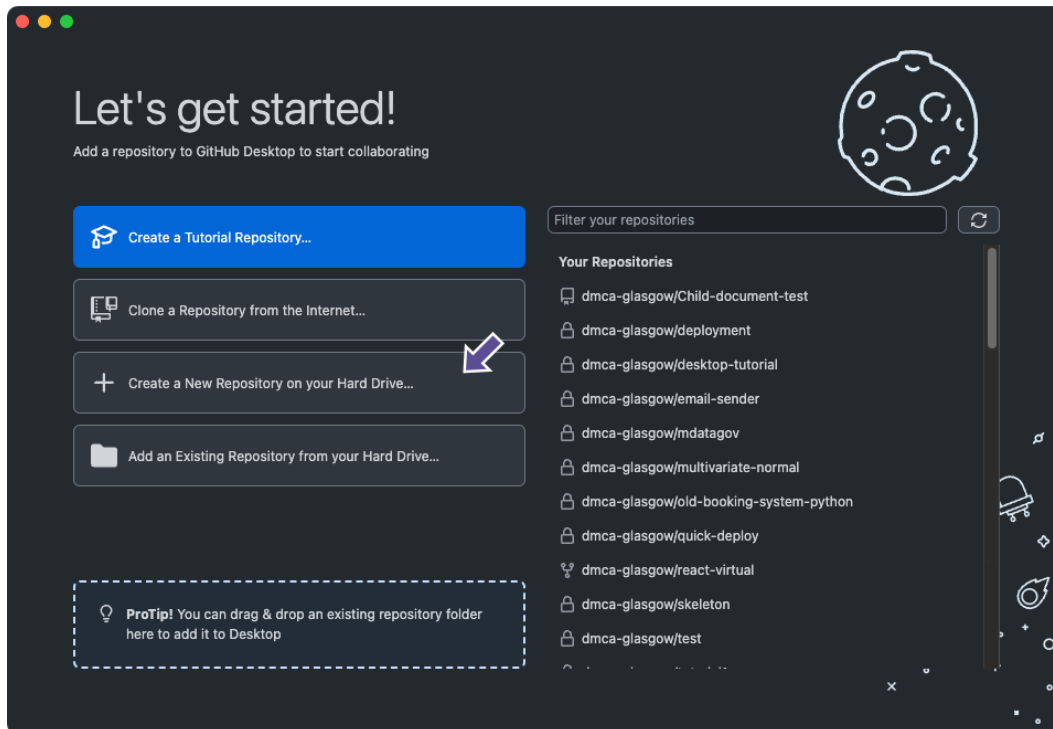 Let's get started!
Add a repository to GitHub Desktop to start collaborating
Create a Tutorial Repository...
Clone a Repository from the Internet...
Create a New Repository on your Hard Drive...
Add an Existing Repository from your Hard Drive...
ProTip! You can drag & drop an existing repository folder
here to add it to Desktop
Filter your repositories
Your Repositories
dmca-glasgow/Child-document-test
dmca-glasgow/deployment
dmca-glasgow/desktop-tutorial
dmca-glasgow/email-sender
dmca-glasgow/mdatagov
dmca-glasgow/multivariate-normal
dmca-glasgow/old-booking-system-python
dmca-glasgow/quick-deploy
dmca-glasgow/react-virtual
dmca-glasgow/skeleton
dmca-glasgow/test